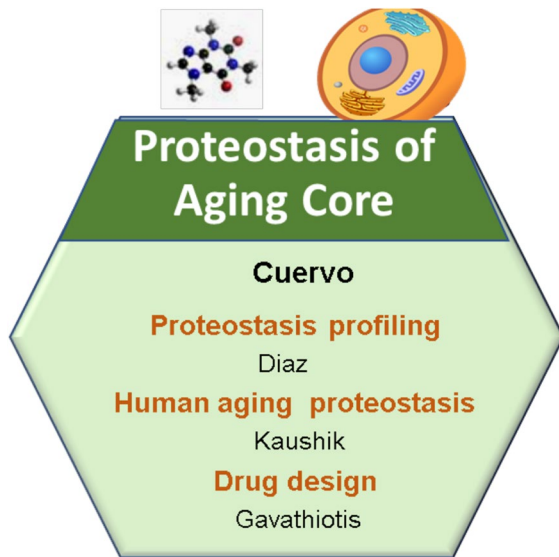 Proteostasis of
Aging Core
Cuervo
Proteostasis profiling
Diaz
Human aging proteostasis
Kaushik
Drug design
Gavathiotis